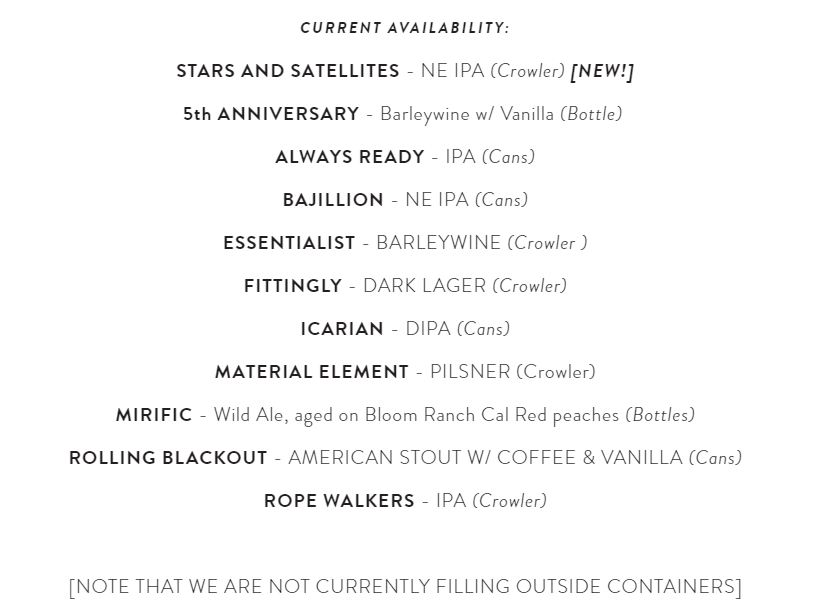 CURRENT AVAILABILITY:
STARS AND SATELLITES - NE IPA (Crowler) [NEW!]
5th ANNIVERSARY - Barleywine w/ Vanilla (Bottle)
ALWAYS READY - IPA (Cans)
BAJILLION - NE IPA (Cans)
ESSENTIALIST - BARLEYWINE (Crowler )
FITTINGLY - DARK LAGER (Crowler)
ICARIAN - DIPA (Cans)
MATERIAL ELEMENT - PILSNER (Crowler)
MIRIFIC - Wild Ale, aged on Bloom Ranch Cal Red peaches (Bottles)
ROLLING BLACKOUT - AMERICAN STOUT W/ COFFEE & VANILLA (Cans)
ROPE WALKERS - IPA (Crowler)
[NOTE THAT WE ARE NOT CURRENTLY FILLING OUTSIDE CONTAINERS]